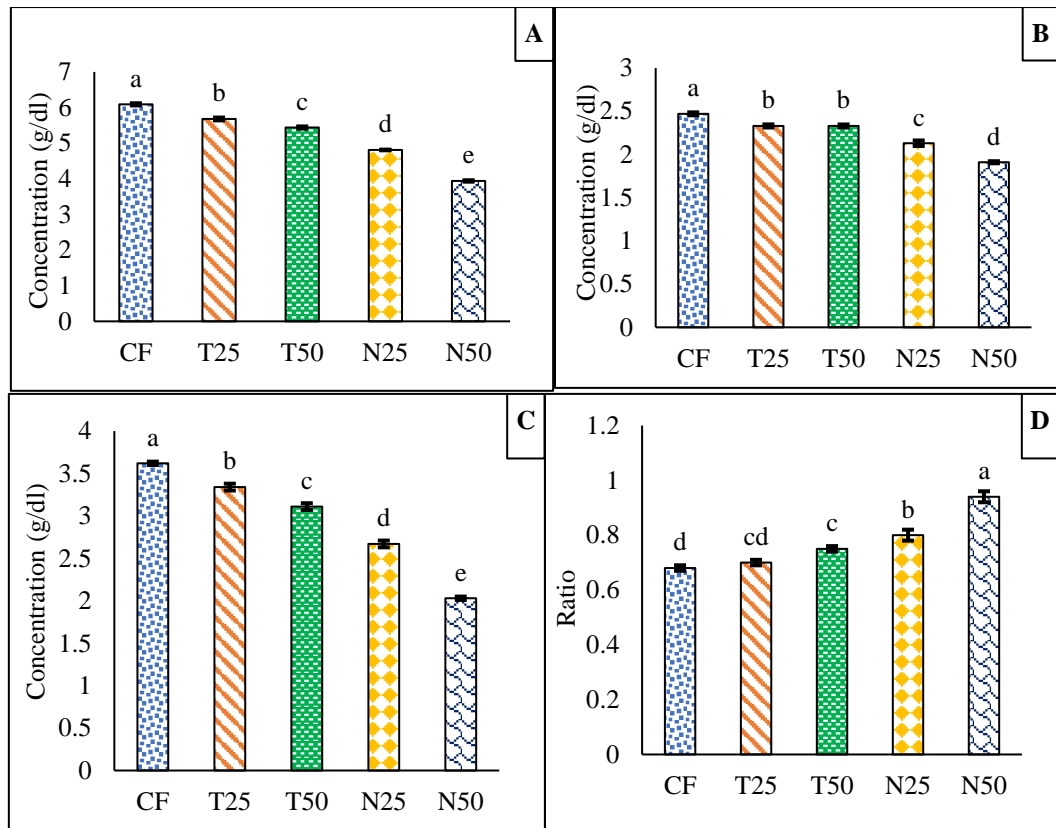 A
Concentration (g/dl)
7
6
5
4
3
2
1
0
a
b
c
d
e
CF T25 T50 N25 N50
B
Concentration (g/dl)
3
2.5
2
1.5
1
0.5
0
a
b
b
c
d
CF T25 T50 N25 N50
C
Concentration (g/dl)
4
3.5
3
2.5
2
1.5
1
0.5
0
a
b
c
d
e
CF T25 T50 N25 N50
D
Ratio
1.2
1
0.8
0.6
0.4
0.2
0
d
cd
c
b
a
CF T25 T50 N25 N50